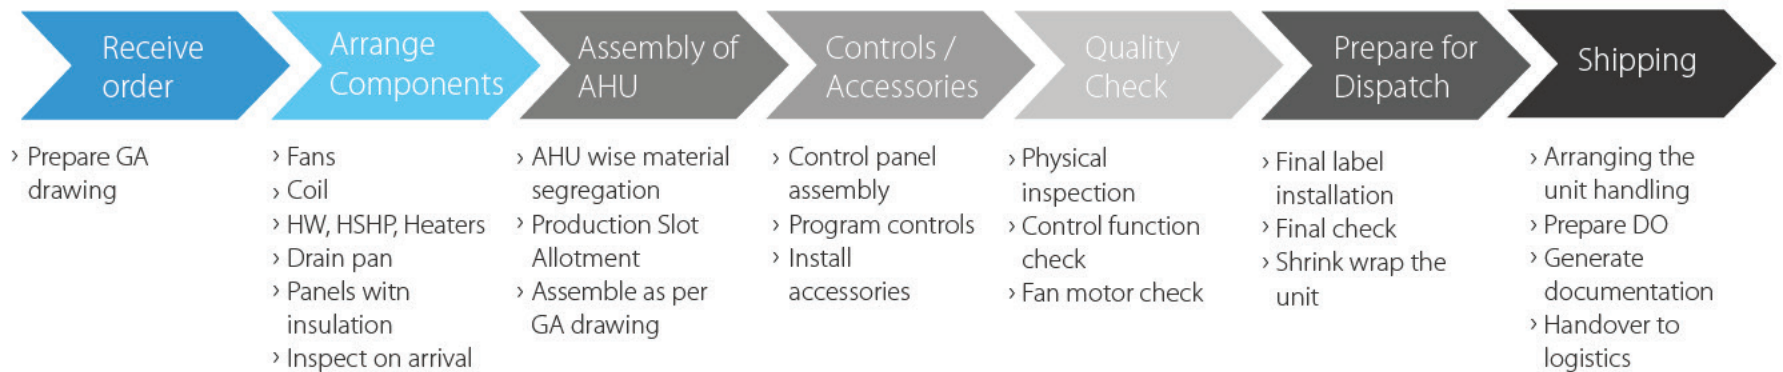 Receive
order
Arrange
Components
Assembly of
AHU
Controls /
Accessories
Quality
Check
Prepare for
Dispatch
Shipping
› Prepare GA
drawing
› Fans
› Coil
› HW, HSHP, Heaters
› Drain pan
› Panels witn
insulation
› Inspect on arrival
› AHU wise material
segregation
› Production Slot
Allotment
› Assemble as per
GA drawing
› Control panel
assembly
› Program controls
› Install
accessories
› Physical
inspection
› Control function
check
› Fan motor check
› Final label
installation
› Final check
› Shrink wrap the
unit
› Arranging the
unit handling
› Prepare DO
› Generate
documentation
› Handover to
logistics